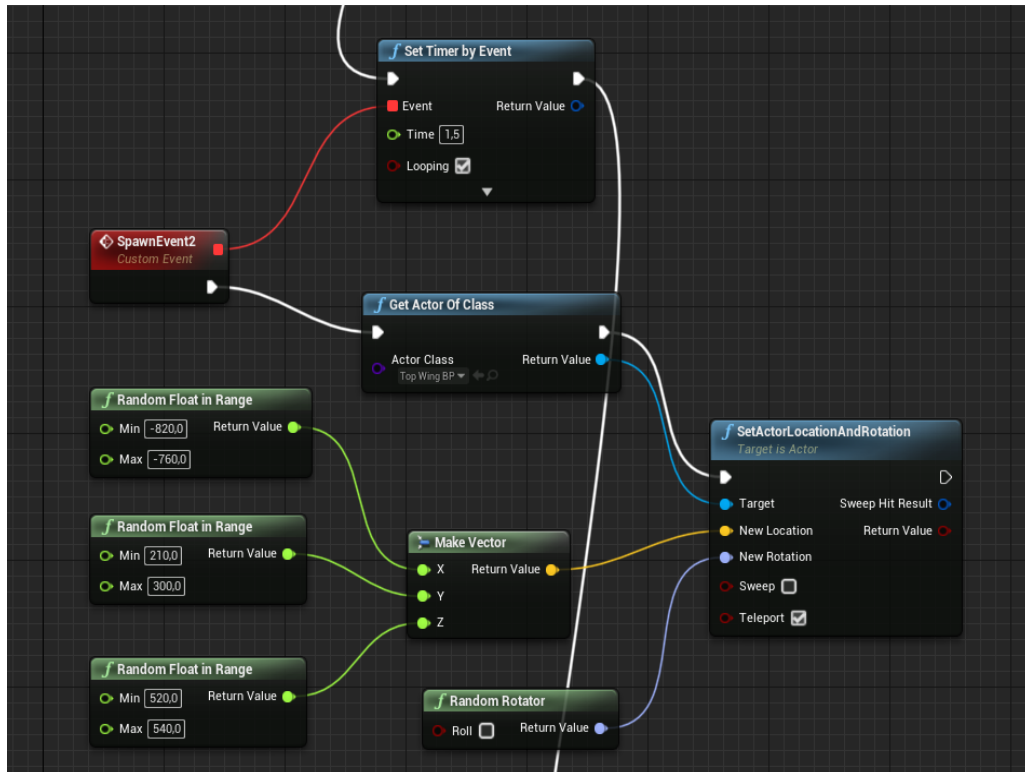 Set Timer by Event
Event
Return Value
Time 1,5
Looping
SpawnEvent2
Custom Event
Get Actor Of Class
Actor Class
Return Value
Top Wing BP
Random Float in Range
Min -820,0
Return Value
Max -760,0
Random Float in Range
Min 210,0
Return Value
Max 300,0
Random Float in Range
Min 520,0
Return Value
Max 540,0
Make Vector
X
Return Value
Y
Z
Random Rotator
Roll
Return Value
SetActorLocationAndRotation
Target is Actor
Target
Sweep Hit Result
New Location
Return Value
New Rotation
Sweep
Teleport